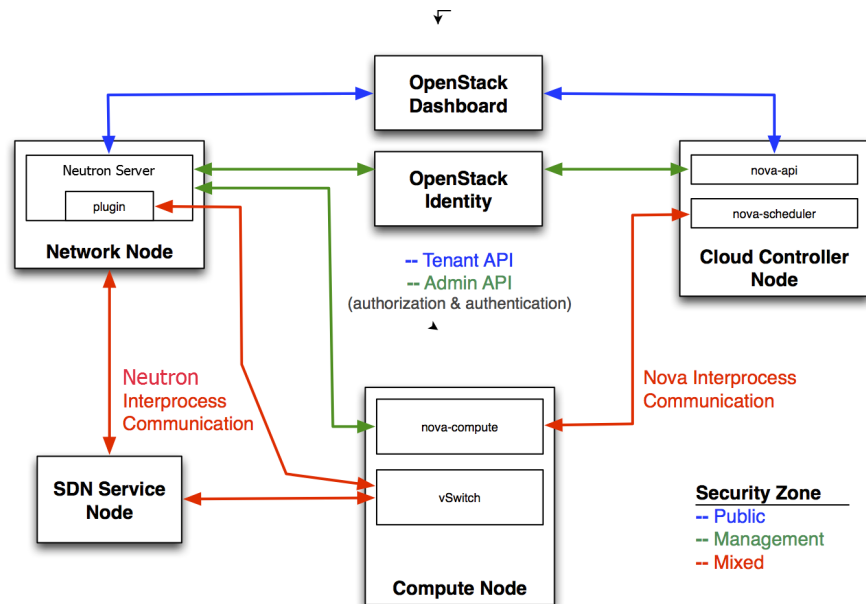 OpenStack
Dashboard
Neutron Server
plugin
Network Node
OpenStack
Identity
nova-api
nova-scheduler
Cloud Controller
Node
-- Tenant API
-- Admin API
(authorization & authentication)
Neutron
Interprocess
Communication
Nova Interprocess
Communication
nova-compute
vSwitch
Compute Node
SDN Service
Node
Security Zone
-- Public
-- Management
-- Mixed